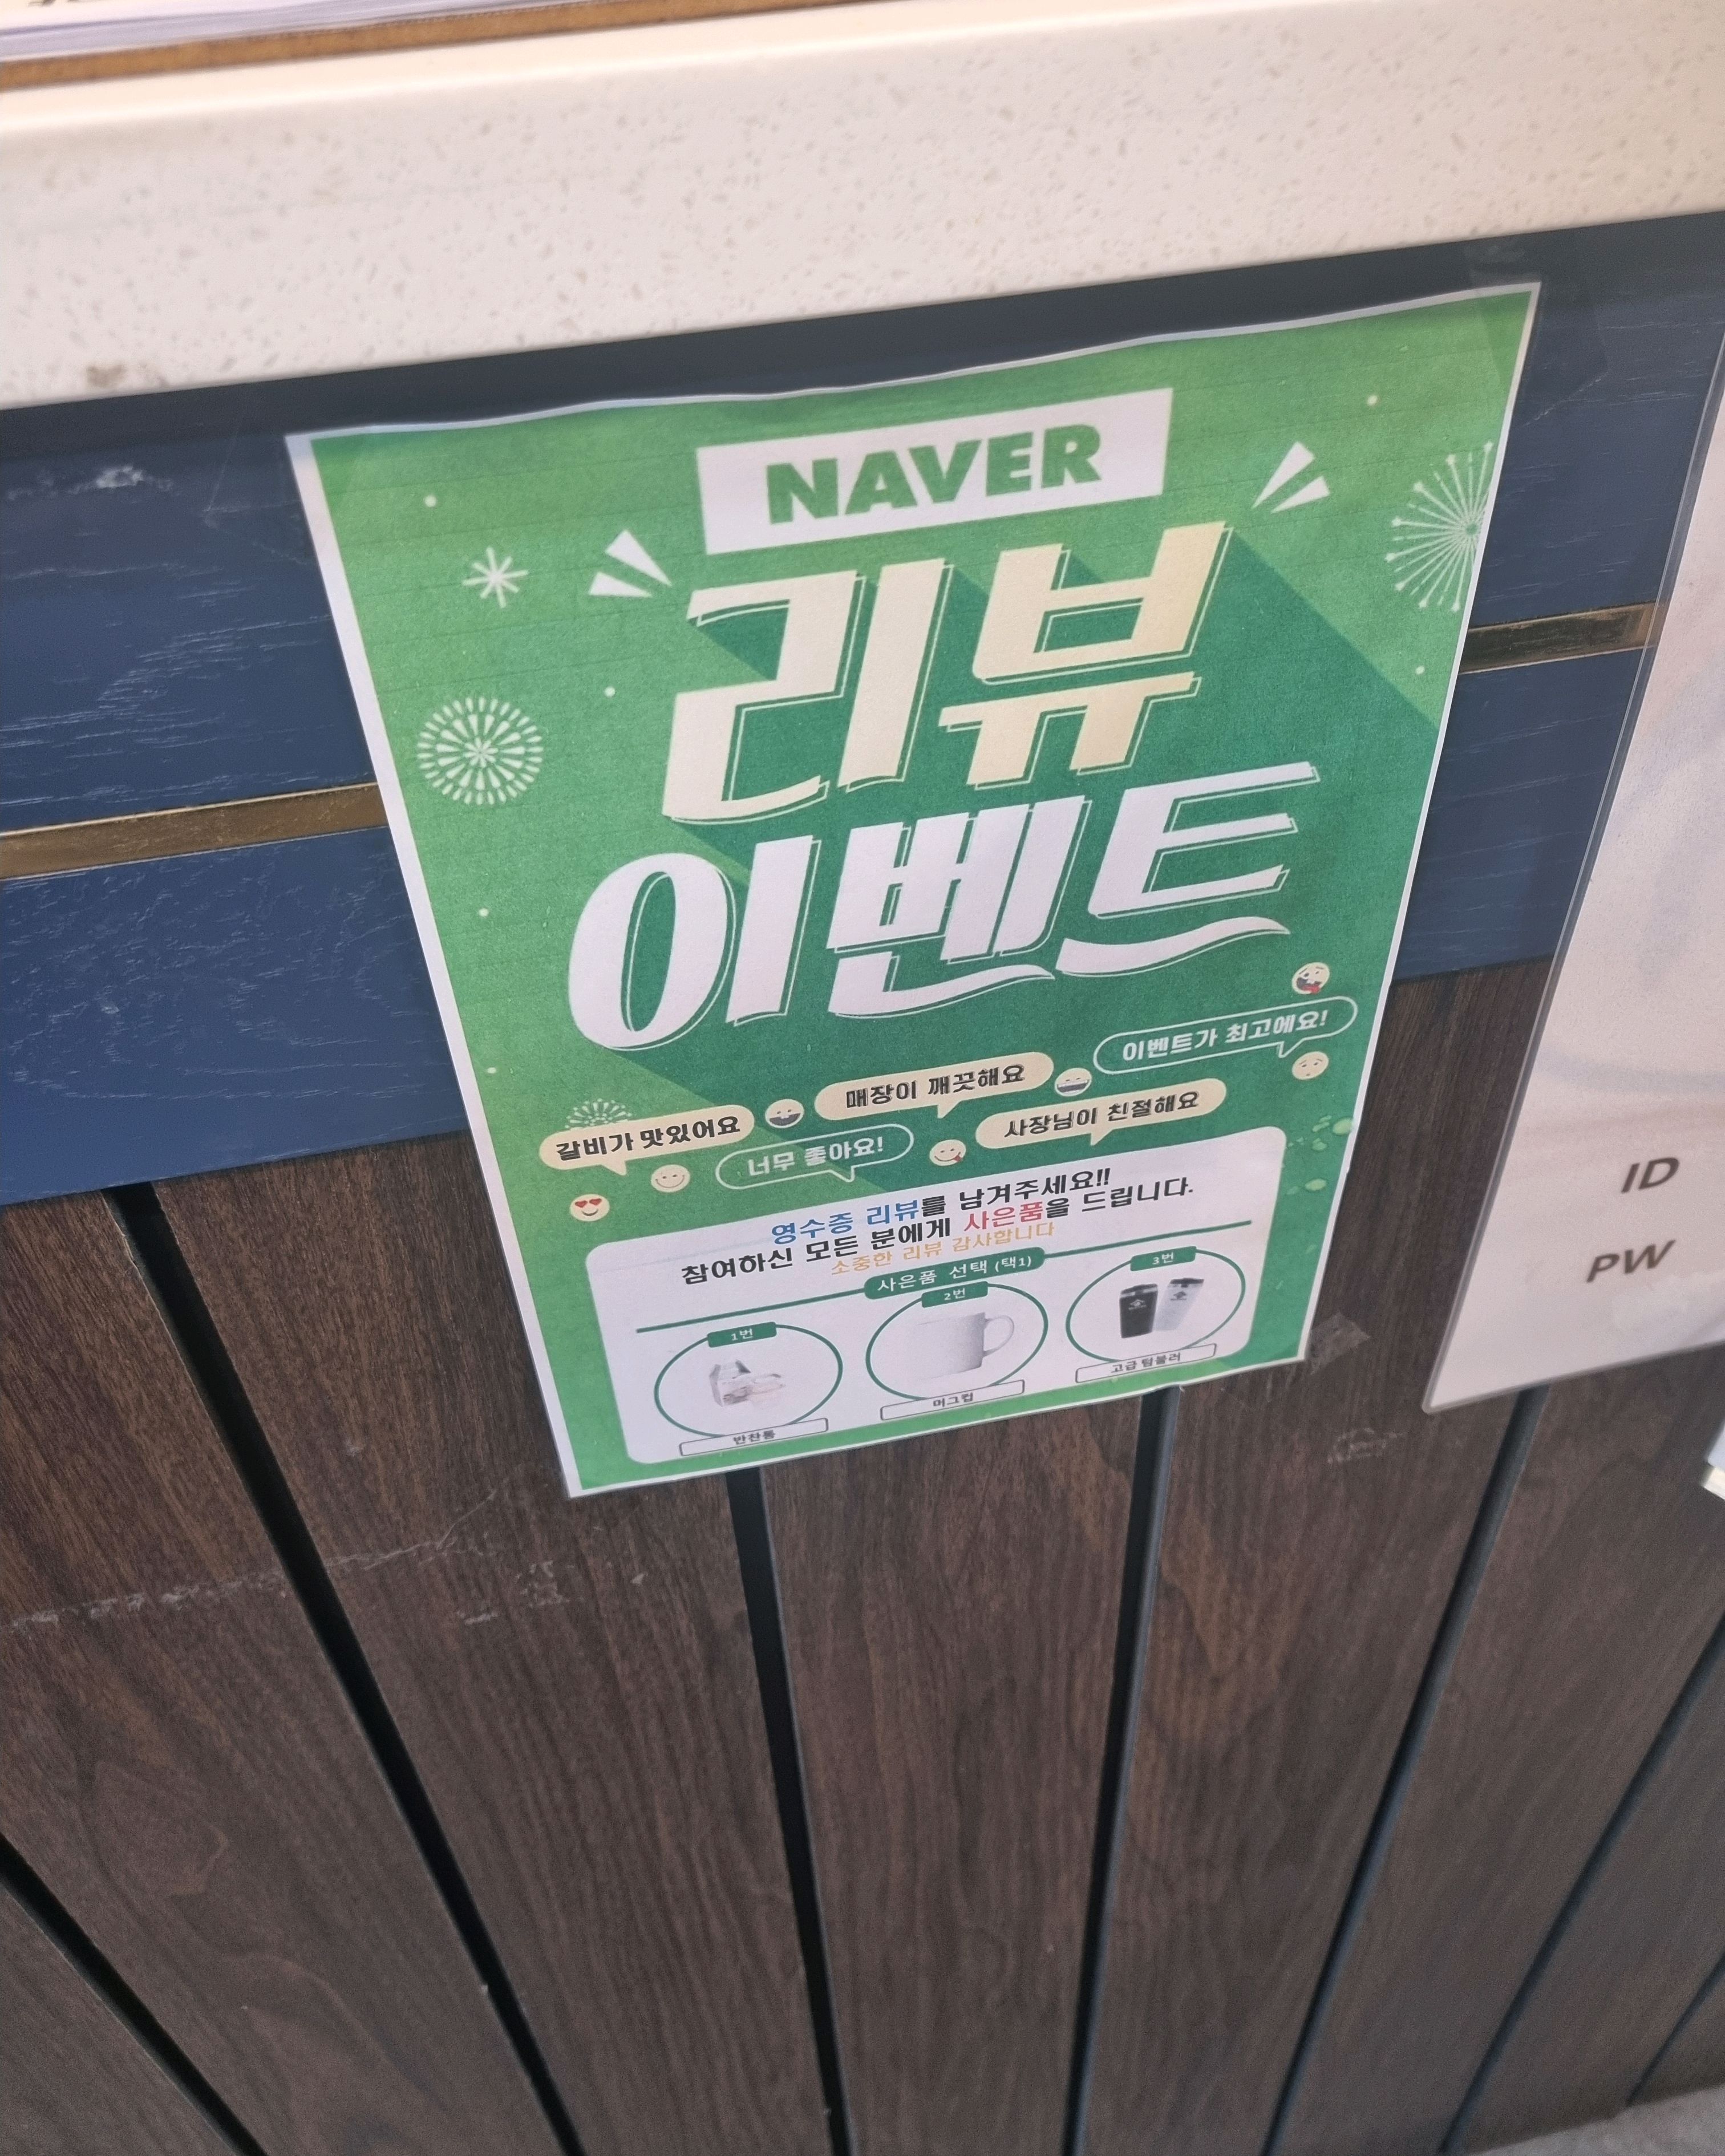 NAVER
리뷰
이벤트
이벤트가 최고에요!
매장이 깨끗해요
갈비가 맛있어요
사장님이 친절해요
너무 좋아요!
영수증 리뷰를 남겨주세요!!
참여하신 모든 분에게 사은품을 드립니다.
소중한 리뷰 감사합니다
사은품 선택 (택1)
1번
2번
3번
반찬통
머그컵
고급 텀블러
ID
PW